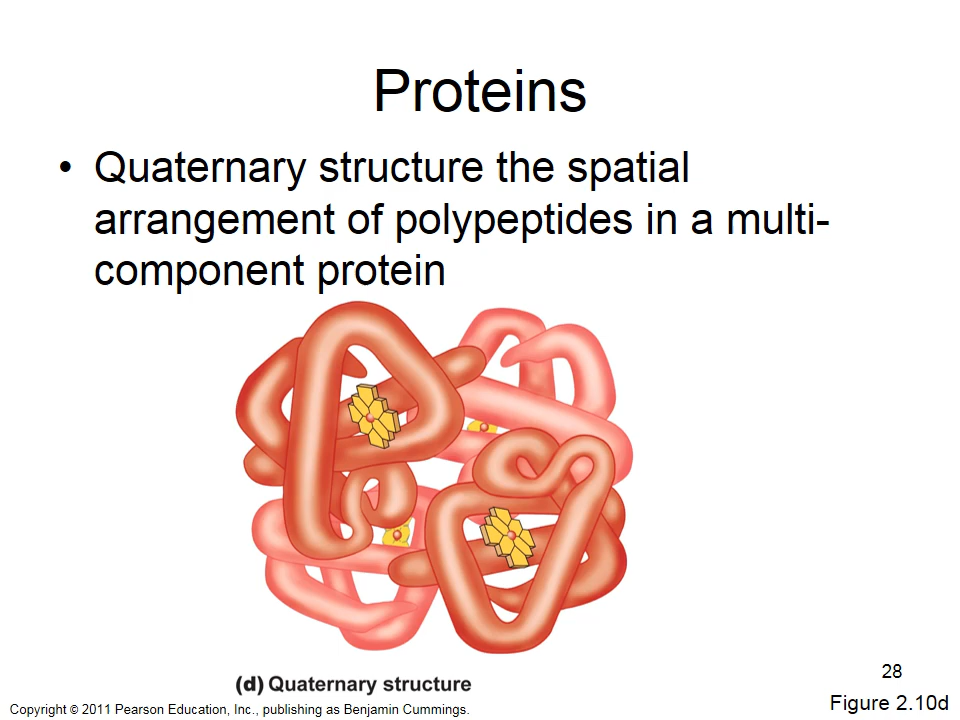 Proteins
• Quaternary structure the spatial
arrangement of polypeptides in a multi-
component protein
(d) Quaternary structure
28
Copyright © 2011 Pearson Education, Inc., publishing as Benjamin Cummings.
Figure 2.10d